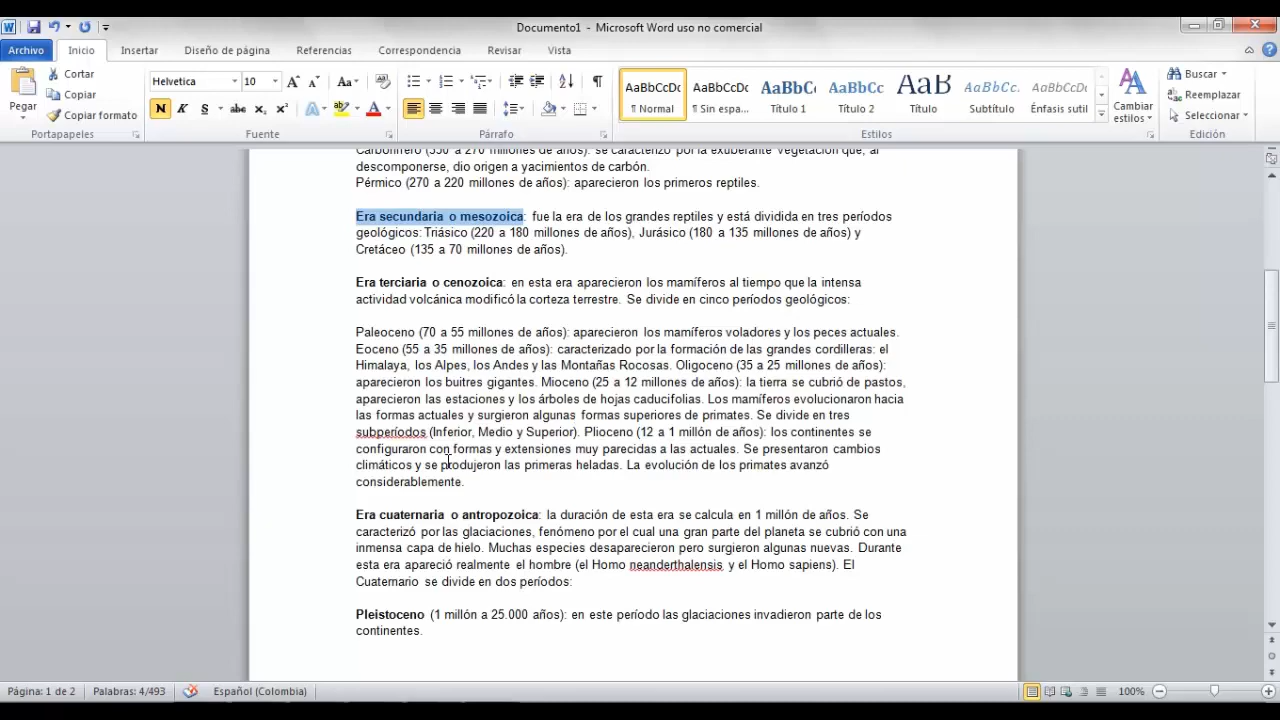 Documento1 - Microsoft Word uso no comercial
Archivo Inicio Insertar Diseño de página Referencias Correspondencia Revisar Vista
Pegar
Cortar
Copiar
Copiar formato
Portapapeles
Helvetica 10
Fuente
Párrafo
AaBbCcDc
¶ Normal
AaBbCcDc
¶ Sin espa...
AaBbC
Título 1
AaBbCc
Título 2
AaB
Título
AaBbCc.
Subtítulo
AaBbCcDc
Énfasis sutil
Cambiar estilos
Estilos
Buscar
Reemplazar
Seleccionar
Edición
Carbonífero (350 a 270 millones de años): se caracterizó por la exuberante vegetación que, al
descomponerse, dio origen a yacimientos de carbón.
Pérmico (270 a 220 millones de años): aparecieron los primeros reptiles.
Era secundaria o mesozoica: fue la era de los grandes reptiles y está dividida en tres períodos
geológicos: Triásico (220 a 180 millones de años), Jurásico (180 a 135 millones de años) y
Cretáceo (135 a 70 millones de años).
Era terciaria o cenozoica: en esta era aparecieron los mamíferos al tiempo que la intensa
actividad volcánica modificó la corteza terrestre. Se divide en cinco períodos geológicos:
Paleoceno (70 a 55 millones de años): aparecieron los mamíferos voladores y los peces actuales.
Eoceno (55 a 35 millones de años): caracterizado por la formación de las grandes cordilleras: el
Himalaya, los Alpes, los Andes y las Montañas Rocosas. Oligoceno (35 a 25 millones de años):
aparecieron los buitres gigantes. Mioceno (25 a 12 millones de años): la tierra se cubrió de pastos,
aparecieron las estaciones y los árboles de hojas caducifolias. Los mamíferos evolucionaron hacia
las formas actuales y surgieron algunas formas superiores de primates. Se divide en tres
subperíodos (Inferior, Medio y Superior). Plioceno (12 a 1 millón de años): los continentes se
configuraron con formas y extensiones muy parecidas a las actuales. Se presentaron cambios
climáticos y se produjeron las primeras heladas. La evolución de los primates avanzó
considerablemente.
Era cuaternaria o antropozoica: la duración de esta era se calcula en 1 millón de años. Se
caracterizó por las glaciaciones, fenómeno por el cual una gran parte del planeta se cubrió con una
inmensa capa de hielo. Muchas especies desaparecieron pero surgieron algunas nuevas. Durante
esta era apareció realmente el hombre (el Homo neanderthalensis y el Homo sapiens). El
Cuaternario se divide en dos períodos:
Pleistoceno (1 millón a 25.000 años): en este período las glaciaciones invadieron parte de los
continentes.
Página: 1 de 2 Palabras: 4/493 Español (Colombia) 100%